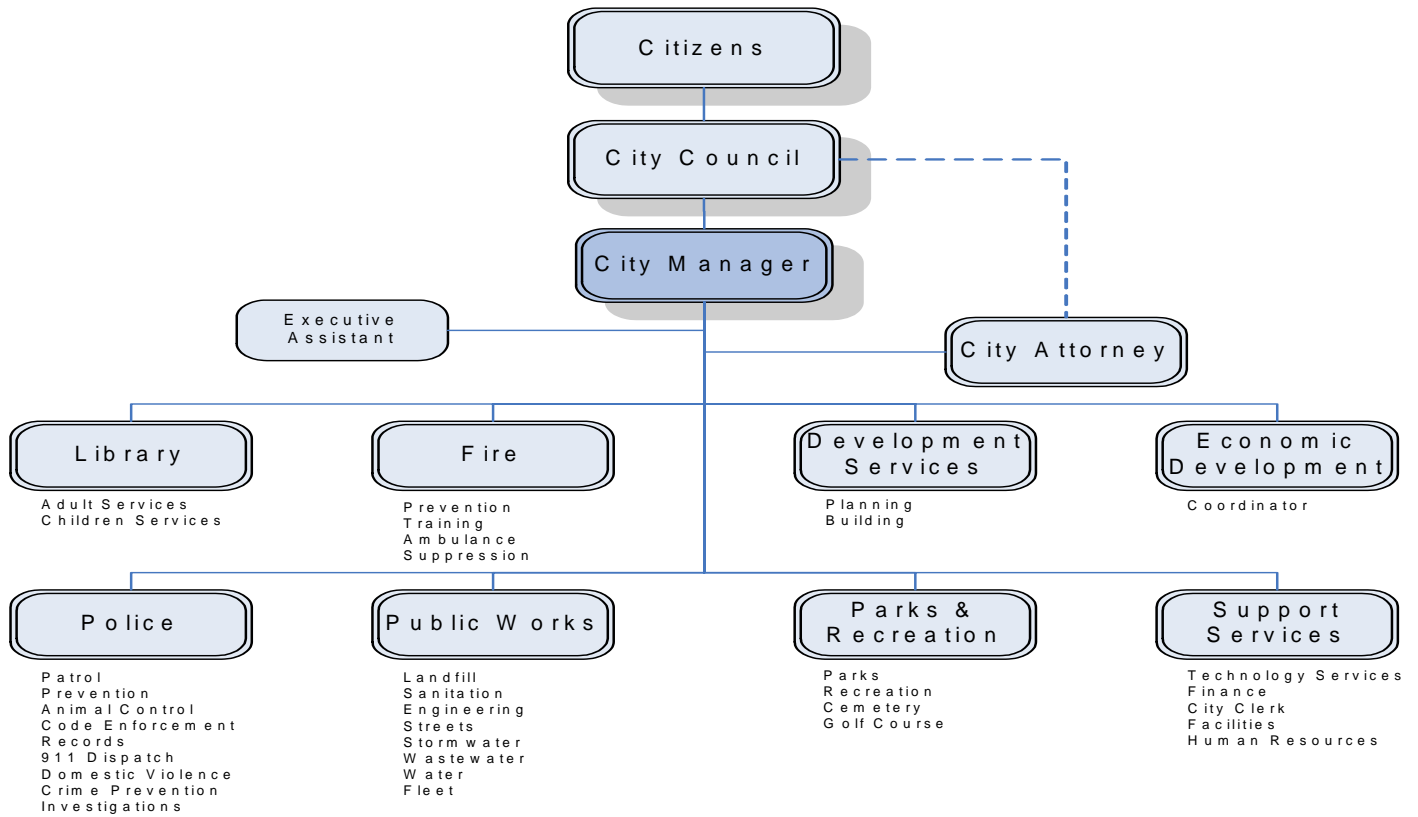 Citizens
City Council
City Manager
Executive
Assistant
City Attorney
Library
Adult Services
Children Services
Fire
Prevention
Training
Ambulance
Suppression
Development
Services
Planning
Building
Economic
Development
Coordinator
Police
Patrol
Prevention
Animal Control
Code Enforcement
Records
911 Dispatch
Domestic Violence
Crime Prevention
Investigations
Public Works
Landfill
Sanitation
Engineering
Streets
Stormwater
Wastewater
Water
Fleet
Parks &
Recreation
Parks
Recreation
Cemetery
Golf Course
Support
Services
Technology Services
Finance
City Clerk
Facilities
Human Resources